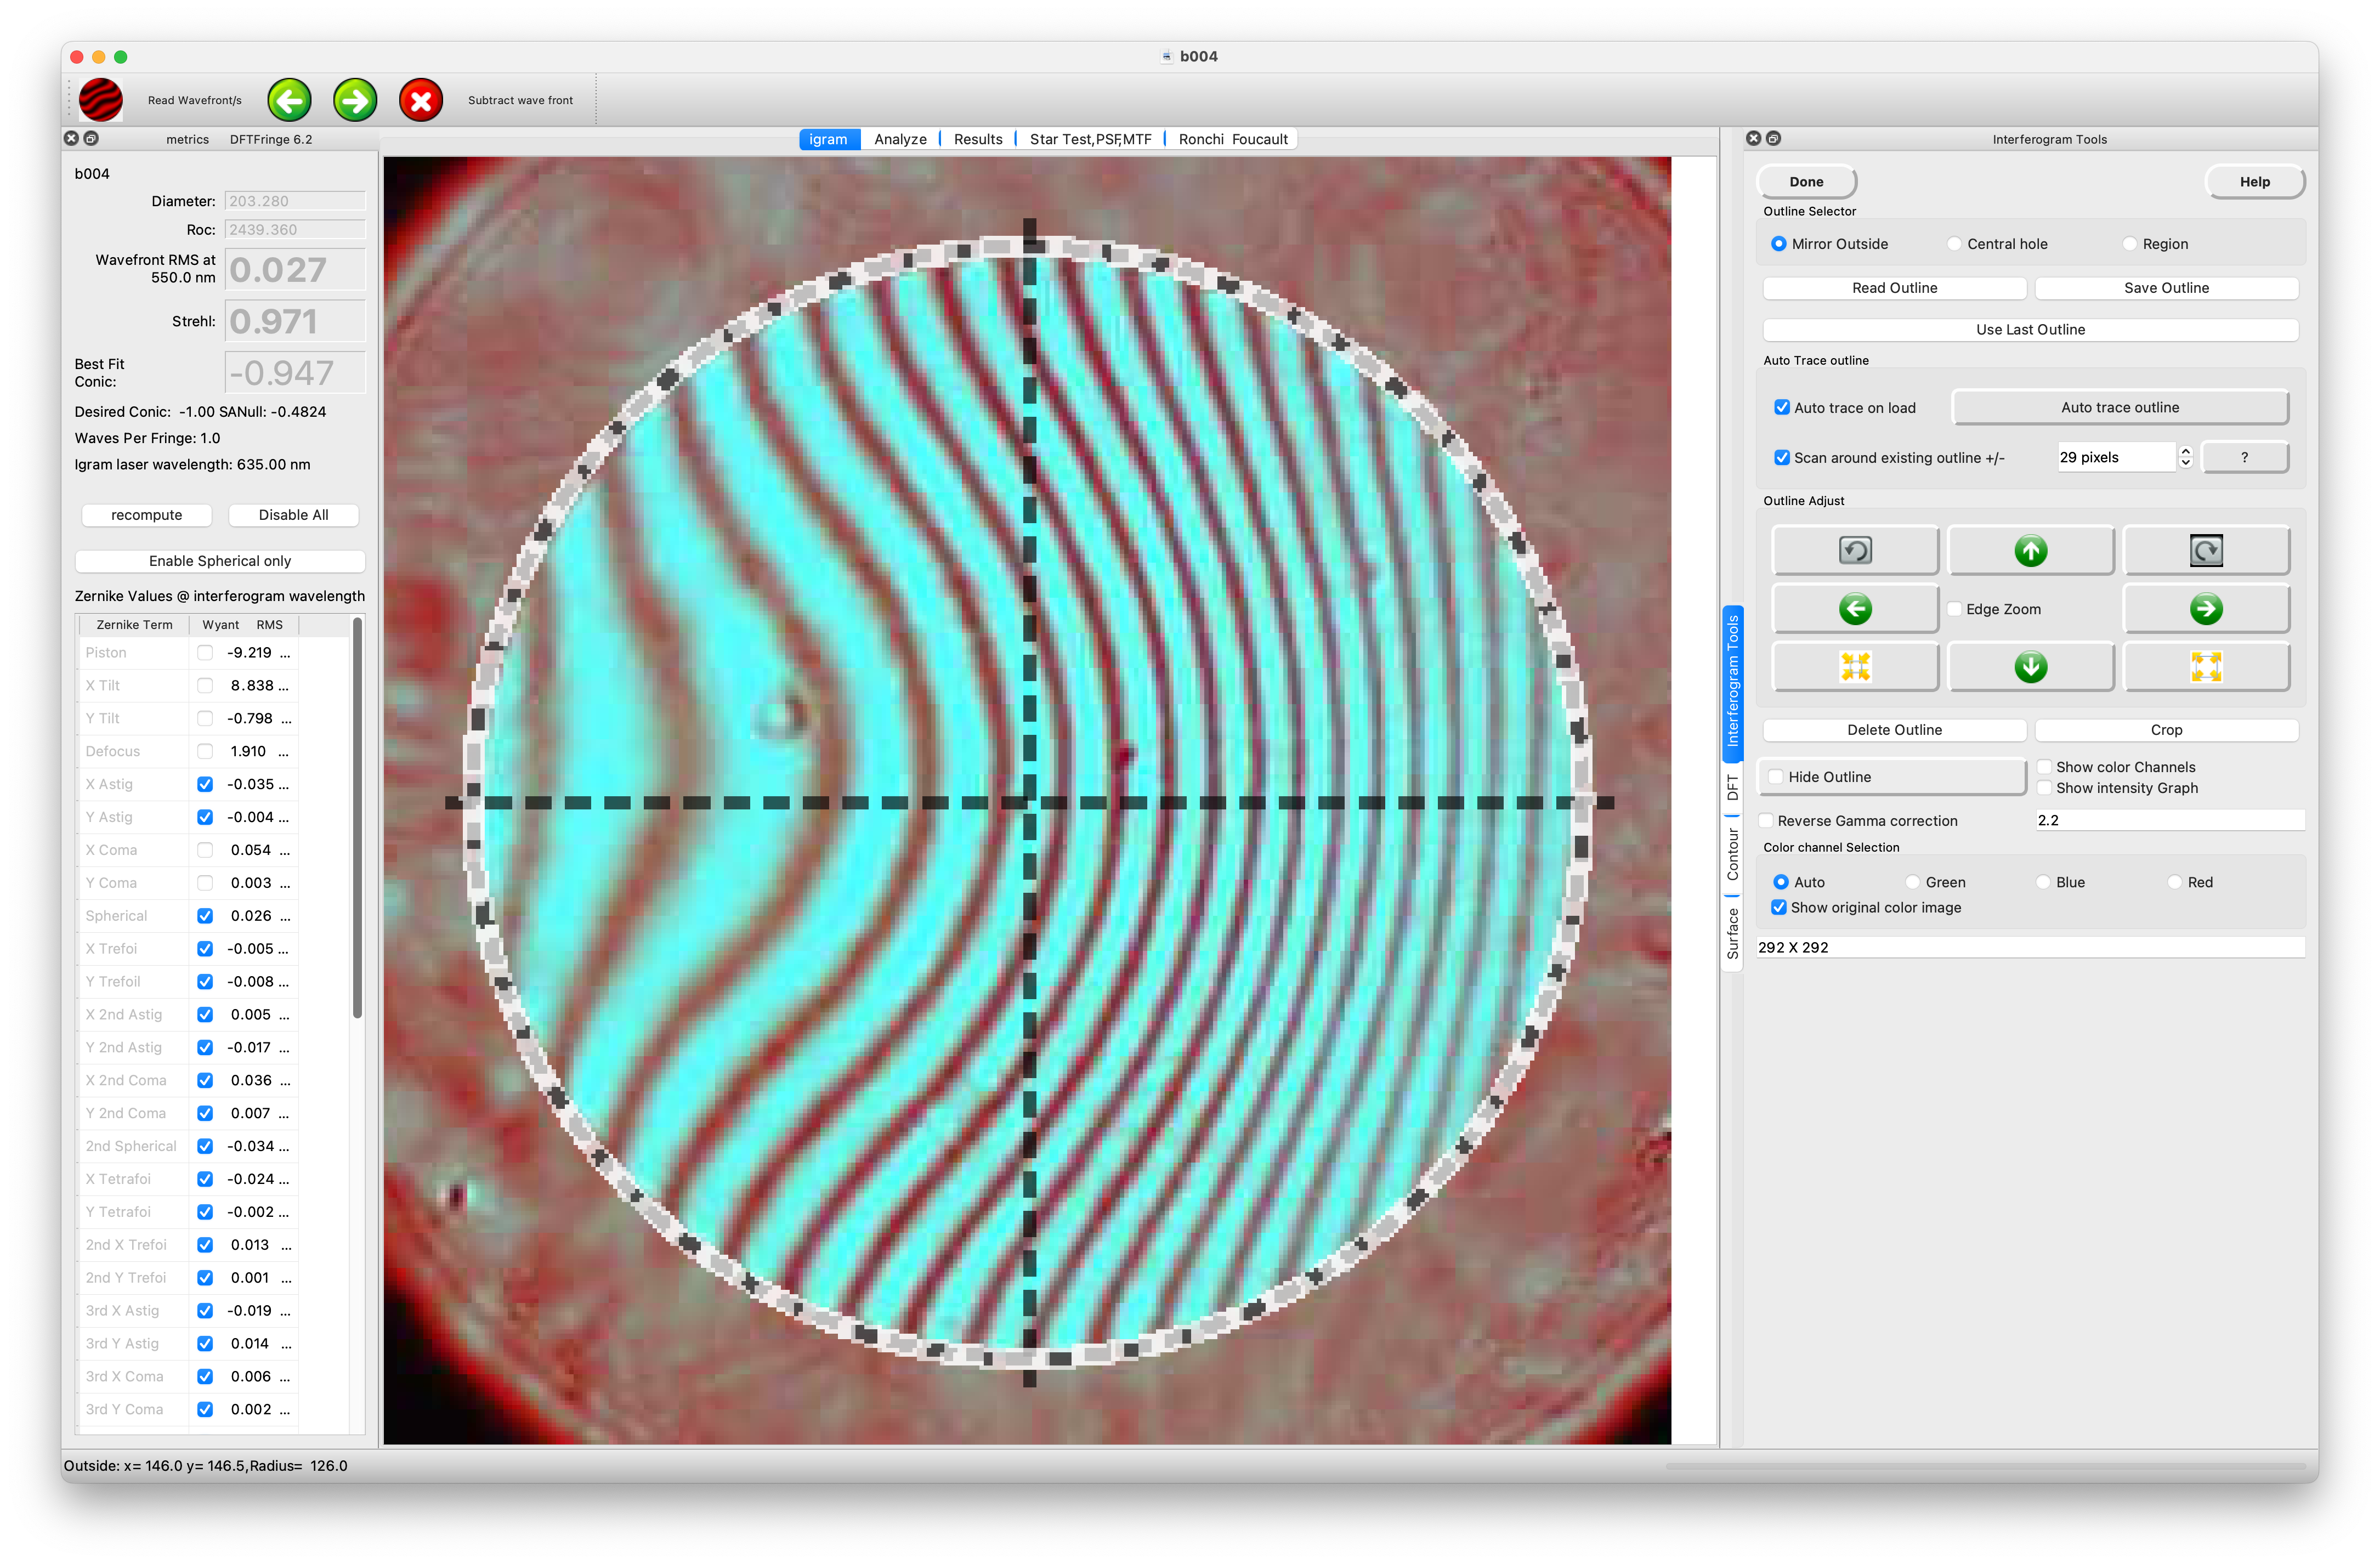 b004
Read Wavefront/s
Subtract wave front
metrics DFTFringe 6.2
igram
Analyze
Results
Star Test,PSF,MTF
Ronchi Foucault
Interferogram Tools
b004
Diameter: 203.280
Roc: 2439.360
Wavefront RMS at
550.0 nm
0.027
Strehl: 0.971
Best Fit
Conic:
-0.947
Desired Conic: -1.00 SANull: -0.4824
Waves Per Fringe: 1.0
Igram laser wavelength: 635.00 nm
recompute
Disable All
Enable Spherical only
Zernike Values @ interferogram wavelength
Zernike Term Wyant RMS
Piston -9.219 ...
X Tilt 8.838 ...
Y Tilt -0.798 ...
Defocus 1.910 ...
X Astig -0.035 ...
Y Astig -0.004 ...
X Coma 0.054 ...
Y Coma 0.003 ...
Spherical 0.026 ...
X Trefoi -0.005 ...
Y Trefoil -0.008 ...
X 2nd Astig 0.005 ...
Y 2nd Astig -0.017 ...
X 2nd Coma 0.036 ...
Y 2nd Coma 0.007 ...
2nd Spherical -0.034 ...
X Tetrafoi -0.024 ...
Y Tetrafoi -0.002 ...
2nd X Trefoi 0.013 ...
2nd Y Trefoi 0.001 ...
3rd X Astig -0.019 ...
3rd Y Astig 0.014 ...
3rd X Coma 0.006 ...
3rd Y Coma 0.002 ...
Interferogram Tools
DFT
Contour
Surface
Done
Help
Outline Selector
Mirror Outside
Central hole
Region
Read Outline
Save Outline
Use Last Outline
Auto Trace outline
Auto trace on load
Auto trace outline
Scan around existing outline +/-
29 pixels
?
Outline Adjust
Edge Zoom
Delete Outline
Crop
Hide Outline
Show color Channels
Show intensity Graph
Reverse Gamma correction
2.2
Color channel Selection
Auto
Green
Blue
Red
Show original color image
292 X 292
Outside: x= 146.0 y= 146.5,Radius= 126.0